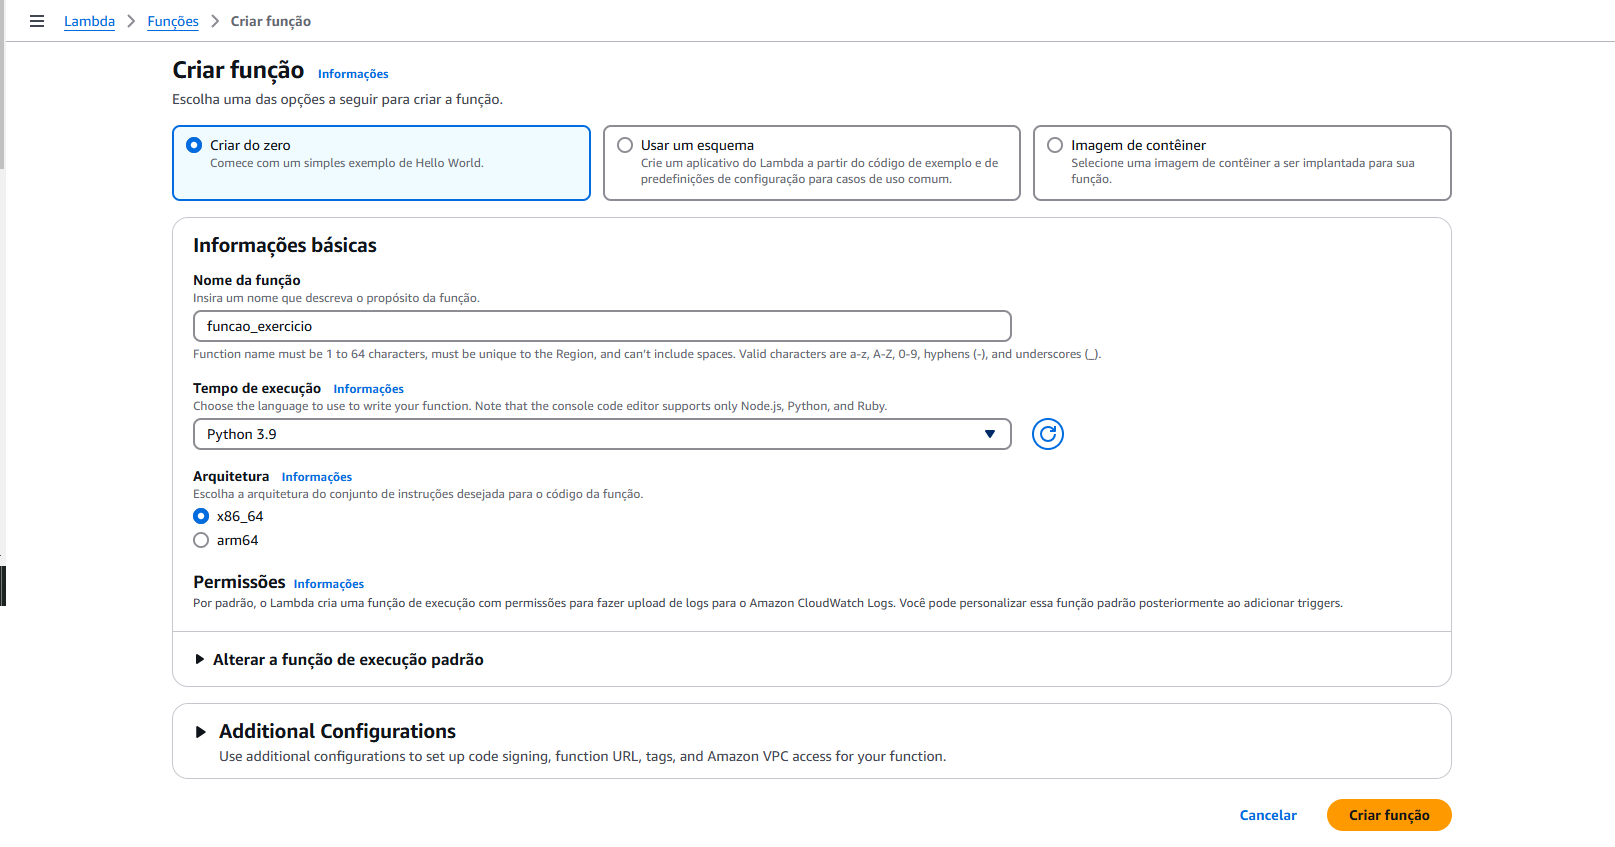 Lambda > Funções > Criar função
Criar função Informações
Escolha uma das opções a seguir para criar a função.
Criar do zero
Comece com um simples exemplo de Hello World.
Usar um esquema
Crie um aplicativo do Lambda a partir do código de exemplo e de
predefinições de configuração para casos de uso comum.
Imagem de contêiner
Selecione uma imagem de contêiner a ser implantada para sua
função.
Informações básicas
Nome da função
Insira um nome que descreva o propósito da função.
funcao_exercicio
Function name must be 1 to 64 characters, must be unique to the Region, and can't include spaces. Valid characters are a-z, A-Z, 0-9, hyphens (-), and underscores (_).
Tempo de execução Informações
Choose the language to use to write your function. Note that the console code editor supports only Node.js, Python, and Ruby.
Python 3.9
Arquitetura Informações
Escolha a arquitetura do conjunto de instruções desejada para o código da função.
x86_64
arm64
Permissões Informações
Por padrão, o Lambda cria uma função de execução com permissões para fazer upload de logs para o Amazon CloudWatch Logs. Você pode personalizar essa função padrão posteriormente ao adicionar triggers.
Alterar a função de execução padrão
Additional Configurations
Use additional configurations to set up code signing, function URL, tags, and Amazon VPC access for your function.
Cancelar
Criar função